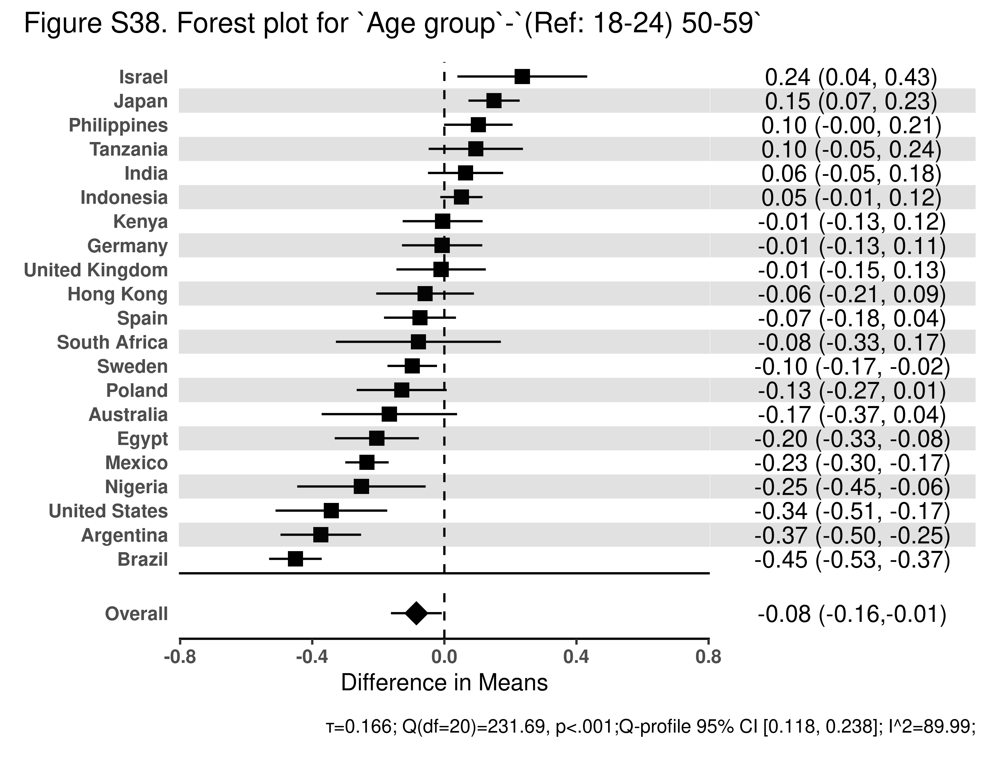 Figure S38. Forest plot for `Age group`-`(Ref: 18-24) 50-59`
Israel 0.24 (0.04, 0.43)
Japan 0.15 (0.07, 0.23)
Philippines 0.10 (-0.00, 0.21)
Tanzania 0.10 (-0.05, 0.24)
India 0.06 (-0.05, 0.18)
Indonesia 0.05 (-0.01, 0.12)
Kenya -0.01 (-0.13, 0.12)
Germany -0.01 (-0.13, 0.11)
United Kingdom -0.01 (-0.15, 0.13)
Hong Kong -0.06 (-0.21, 0.09)
Spain -0.07 (-0.18, 0.04)
South Africa -0.08 (-0.33, 0.17)
Sweden -0.10 (-0.17, -0.02)
Poland -0.13 (-0.27, 0.01)
Australia -0.17 (-0.37, 0.04)
Egypt -0.20 (-0.33, -0.08)
Mexico -0.23 (-0.30, -0.17)
Nigeria -0.25 (-0.45, -0.06)
United States -0.34 (-0.51, -0.17)
Argentina -0.37 (-0.50, -0.25)
Brazil -0.45 (-0.53, -0.37)
Overall -0.08 (-0.16,-0.01)
-0.8 -0.4 0.0 0.4 0.8
Difference in Means
τ=0.166; Q(df=20)=231.69, p<.001;Q-profile 95% CI [0.118, 0.238]; I^2=89.99;